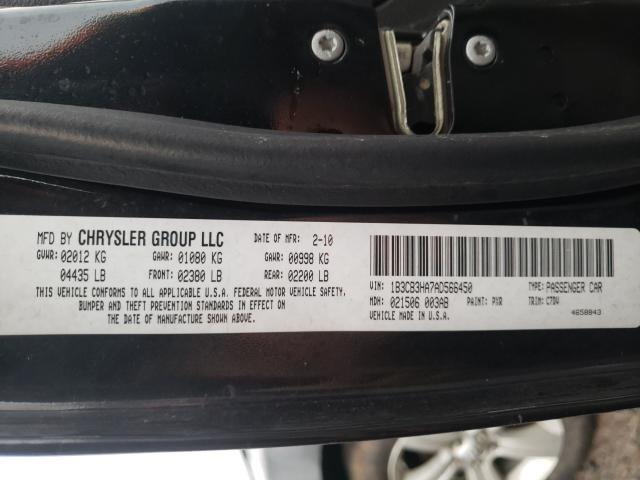 MFD BY CHRYSLER GROUP LLC DATE OF MFR: 2-10
GVWR: 02012 KG GAWR: 01080 KG GAWR: 00998 KG
04435 LB FRONT: 02380 LB REAR: 02200 LB
THIS VEHICLE CONFORMS TO ALL APPLICABLE U.S.A. FEDERAL MOTOR VEHICLE SAFETY,
BUMPER AND THEFT PREVENTION STANDARDS IN EFFECT ON
THE DATE OF MANUFACTURE SHOWN ABOVE.
VIN: 1B3CB3HA7AD566450 TYPE: PASSENGER CAR
MDH: 021506 003AB PAINT: PXR TRIM: C7DV
VEHICLE MADE IN U.S.A. 4658843